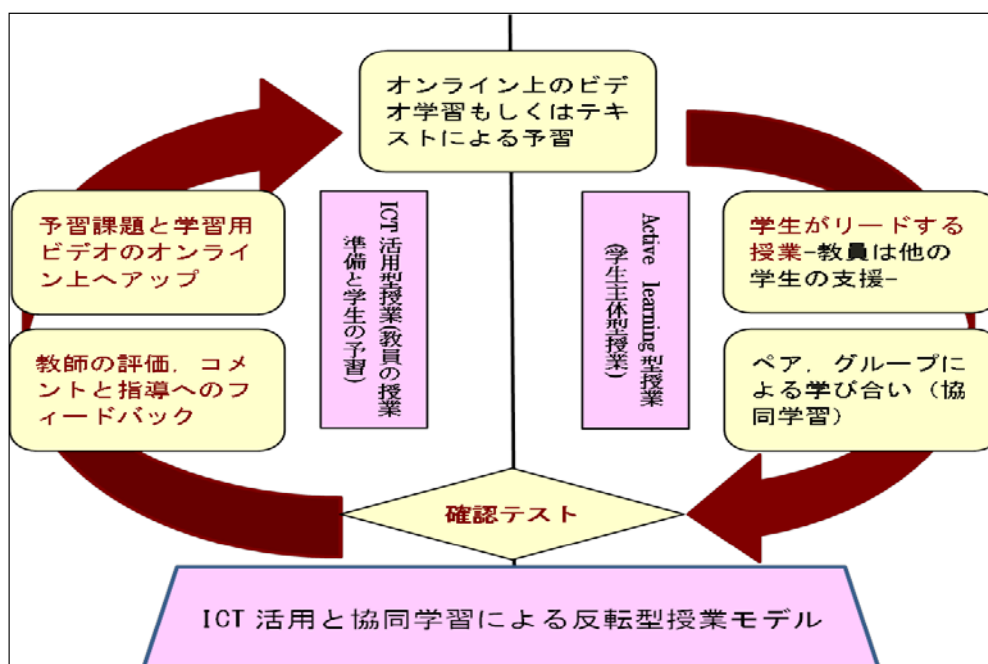 オンライン上のビデ
オ学習もしくはテキ
ストによる予習
予習課題と学習用
ビデオのオンライ
ン上へアップ
教師の評価，コメ
ントと指導へのフ
ィードバック
ICT 活用型授業(教員の授業
準備と学生の予習)
Active learning型授業
(学生主体型授業)
学生がリードする
授業-教員は他の
学生の支援-
ペア，グループに
よる学び合い（協
同学習）
確認テスト
ICT 活用と協同学習による反転型授業モデル